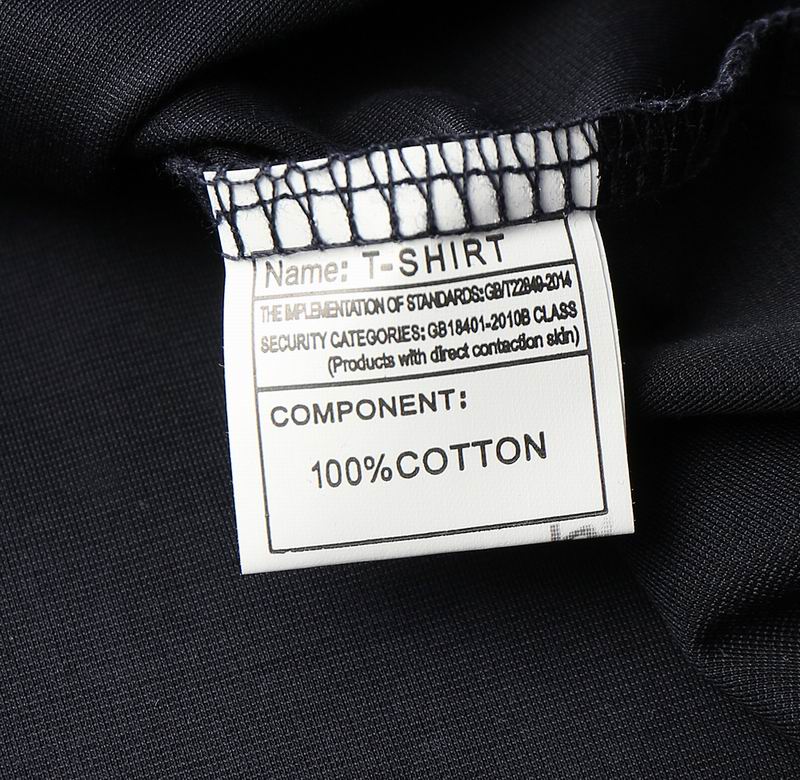 Name: T-SHIRT
THE IMPLEMENTATION OF STANDARDS: GB/T22849-2014
SECURITY CATEGORIES: GB18401-2010B CLASS
(Products with direct contaction skin)
COMPONENT:
100%COTTON